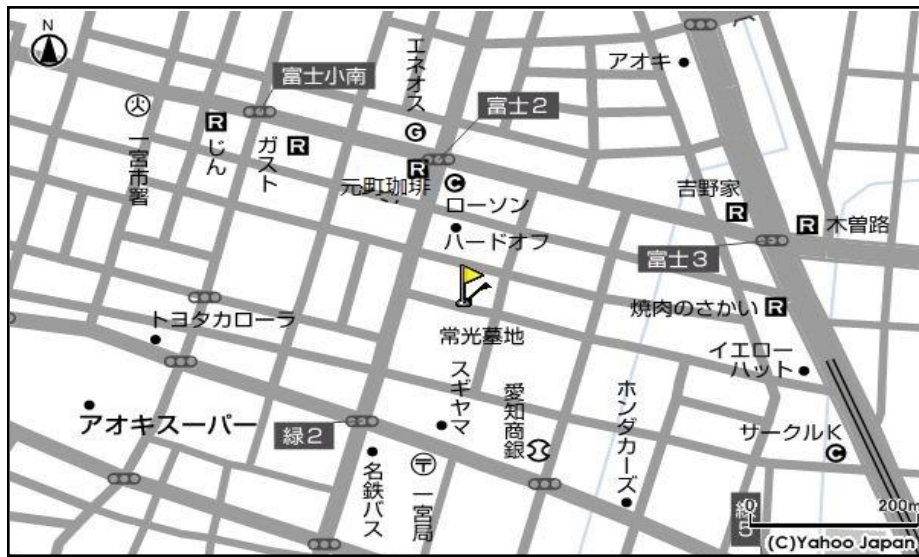 N
エネオス
アオキ
富士小南
火
富士2
G
R
じん
ガスト
R
一宮市署
R
元町珈琲
C
ローソン
ハードオフ
吉野家
R
R
木曽路
富士3
焼肉のさかい
R
トヨタカローラ
常光墓地
イエロー
ハット
スギヤマ
愛知商銀
ホンダカーズ
アオキスーパー
緑2
サークルK
C
名鉄バス
〒
一宮局
緑5
0
200m
(C)Yahoo Japan